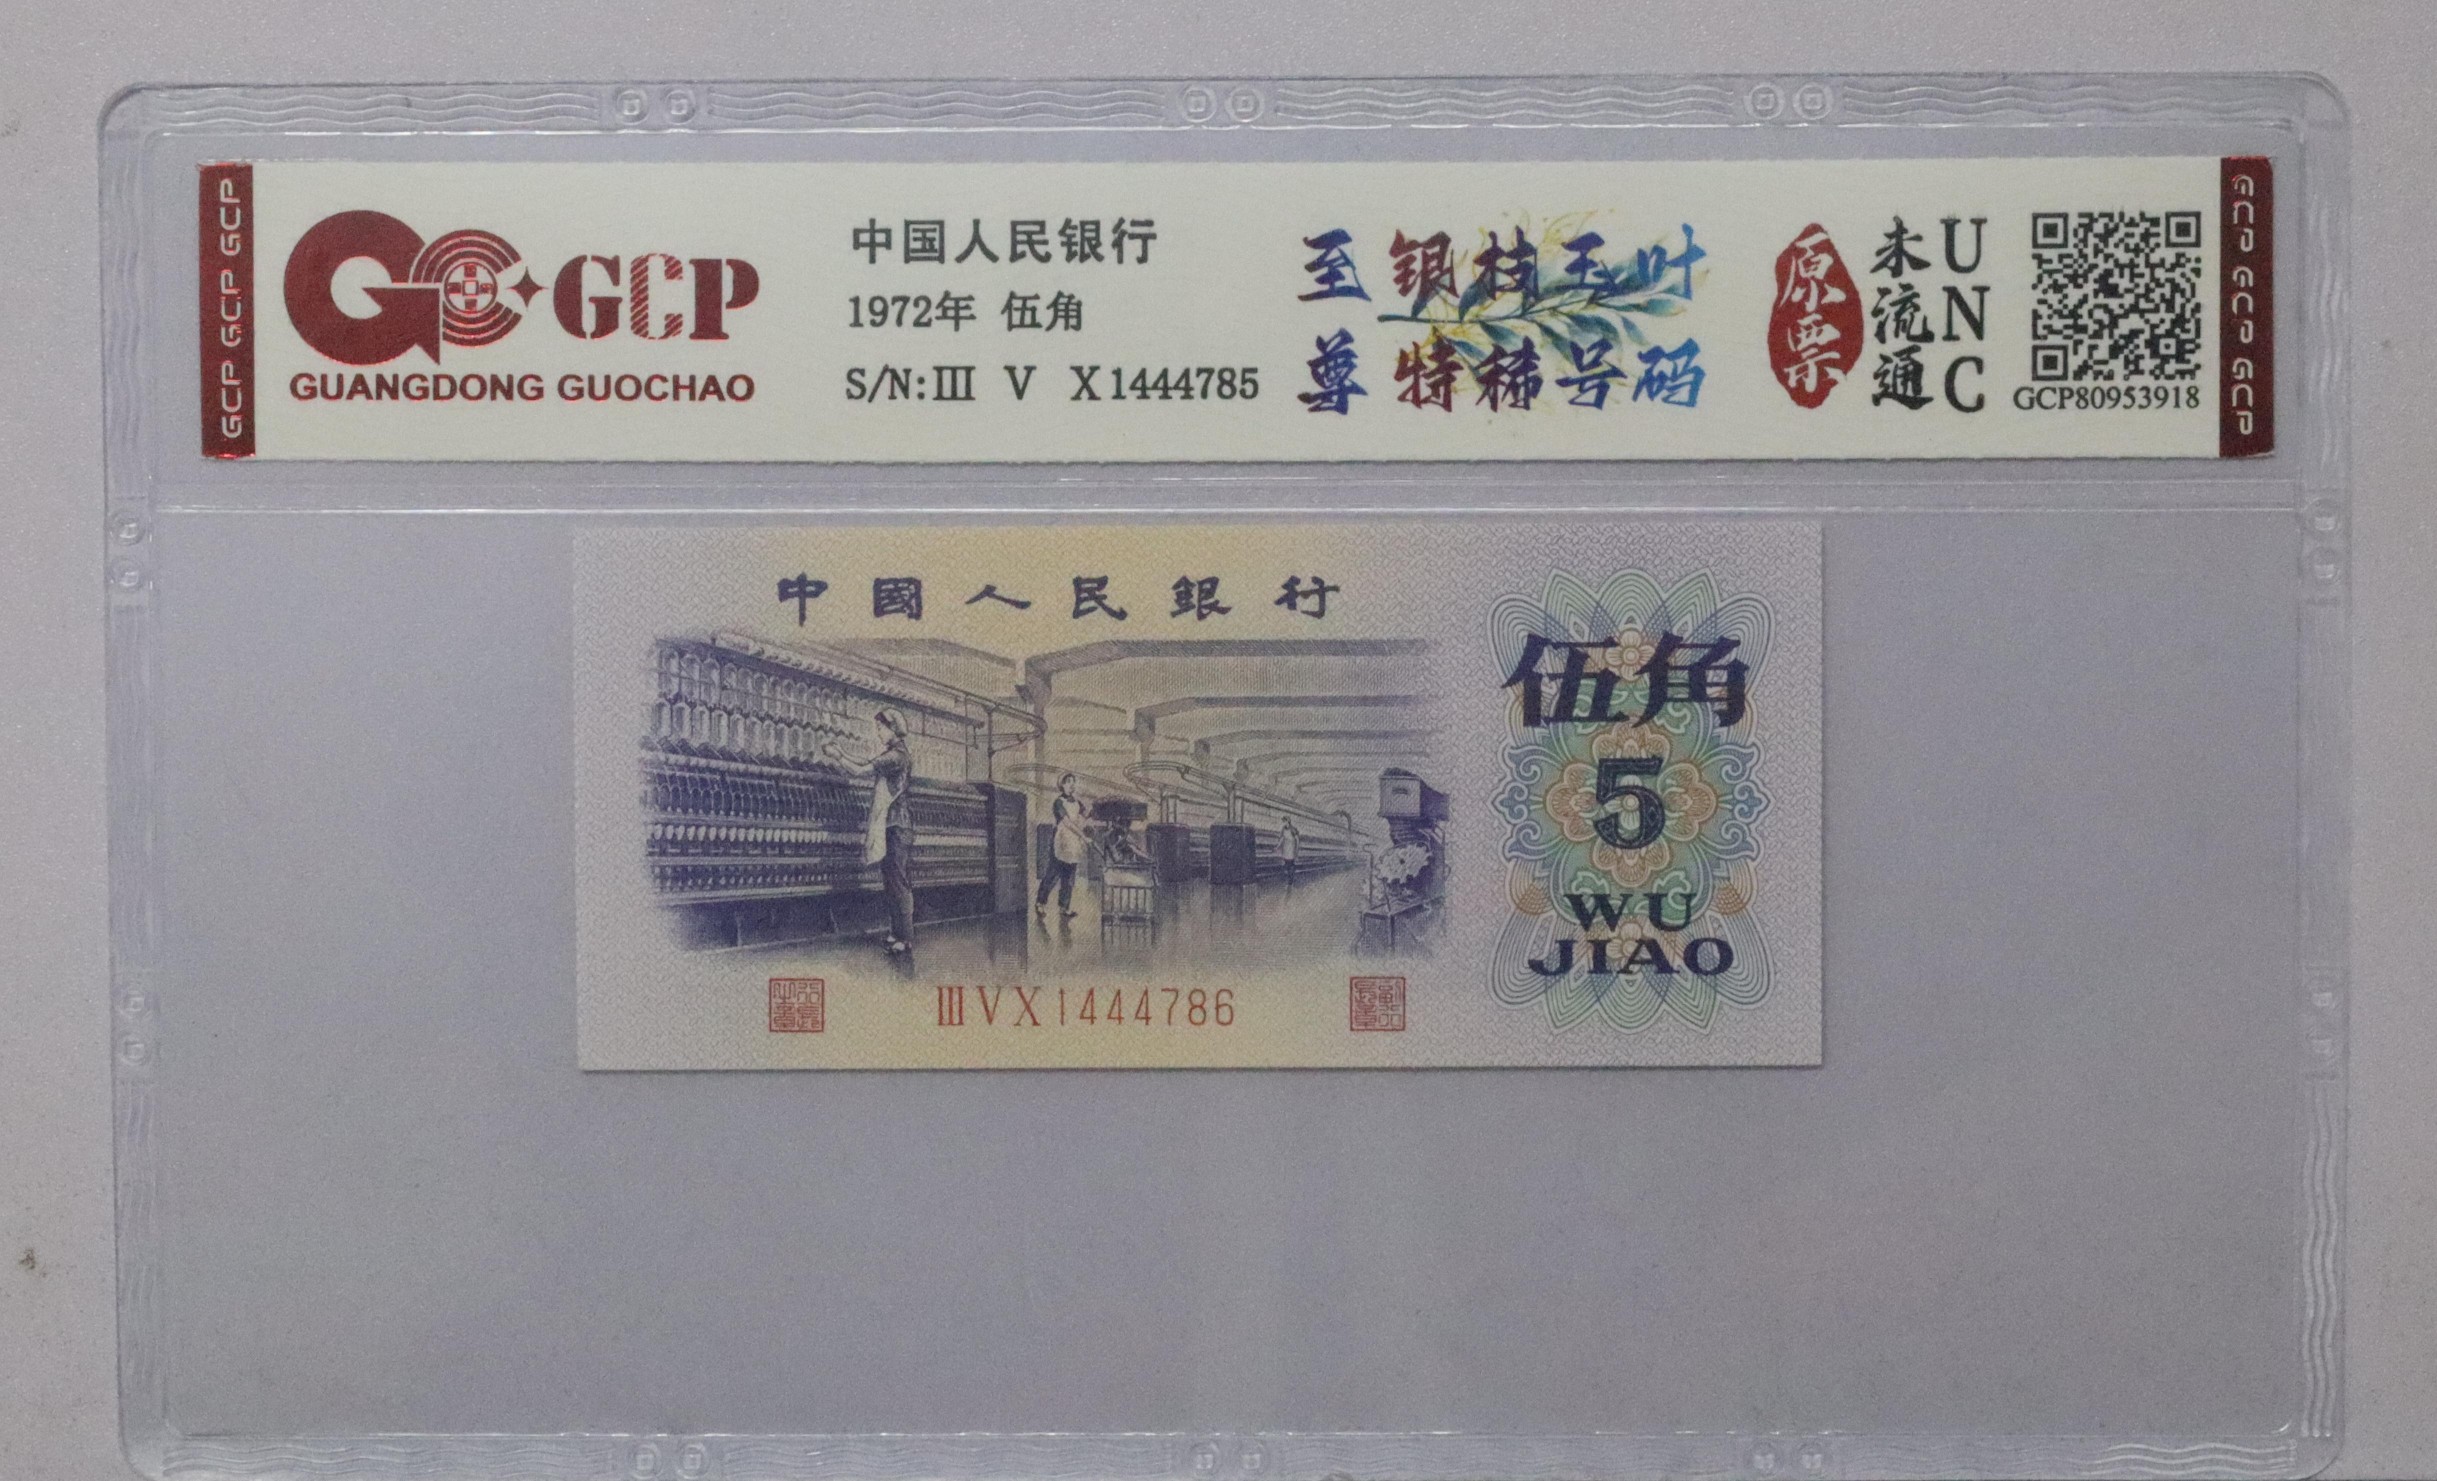 GCP GCP GCP
GCP
GUANGDONG GUOCHAO
中国人民银行
1972年 伍角
S/N:Ⅲ V X1444785
至尊
银枝玉叶
特稀号码
原票
未流通
UNC
GCP80953918
GCP GCP GCP
中國人民銀行
伍角
5
WU
JIAO
ⅢVX1444786